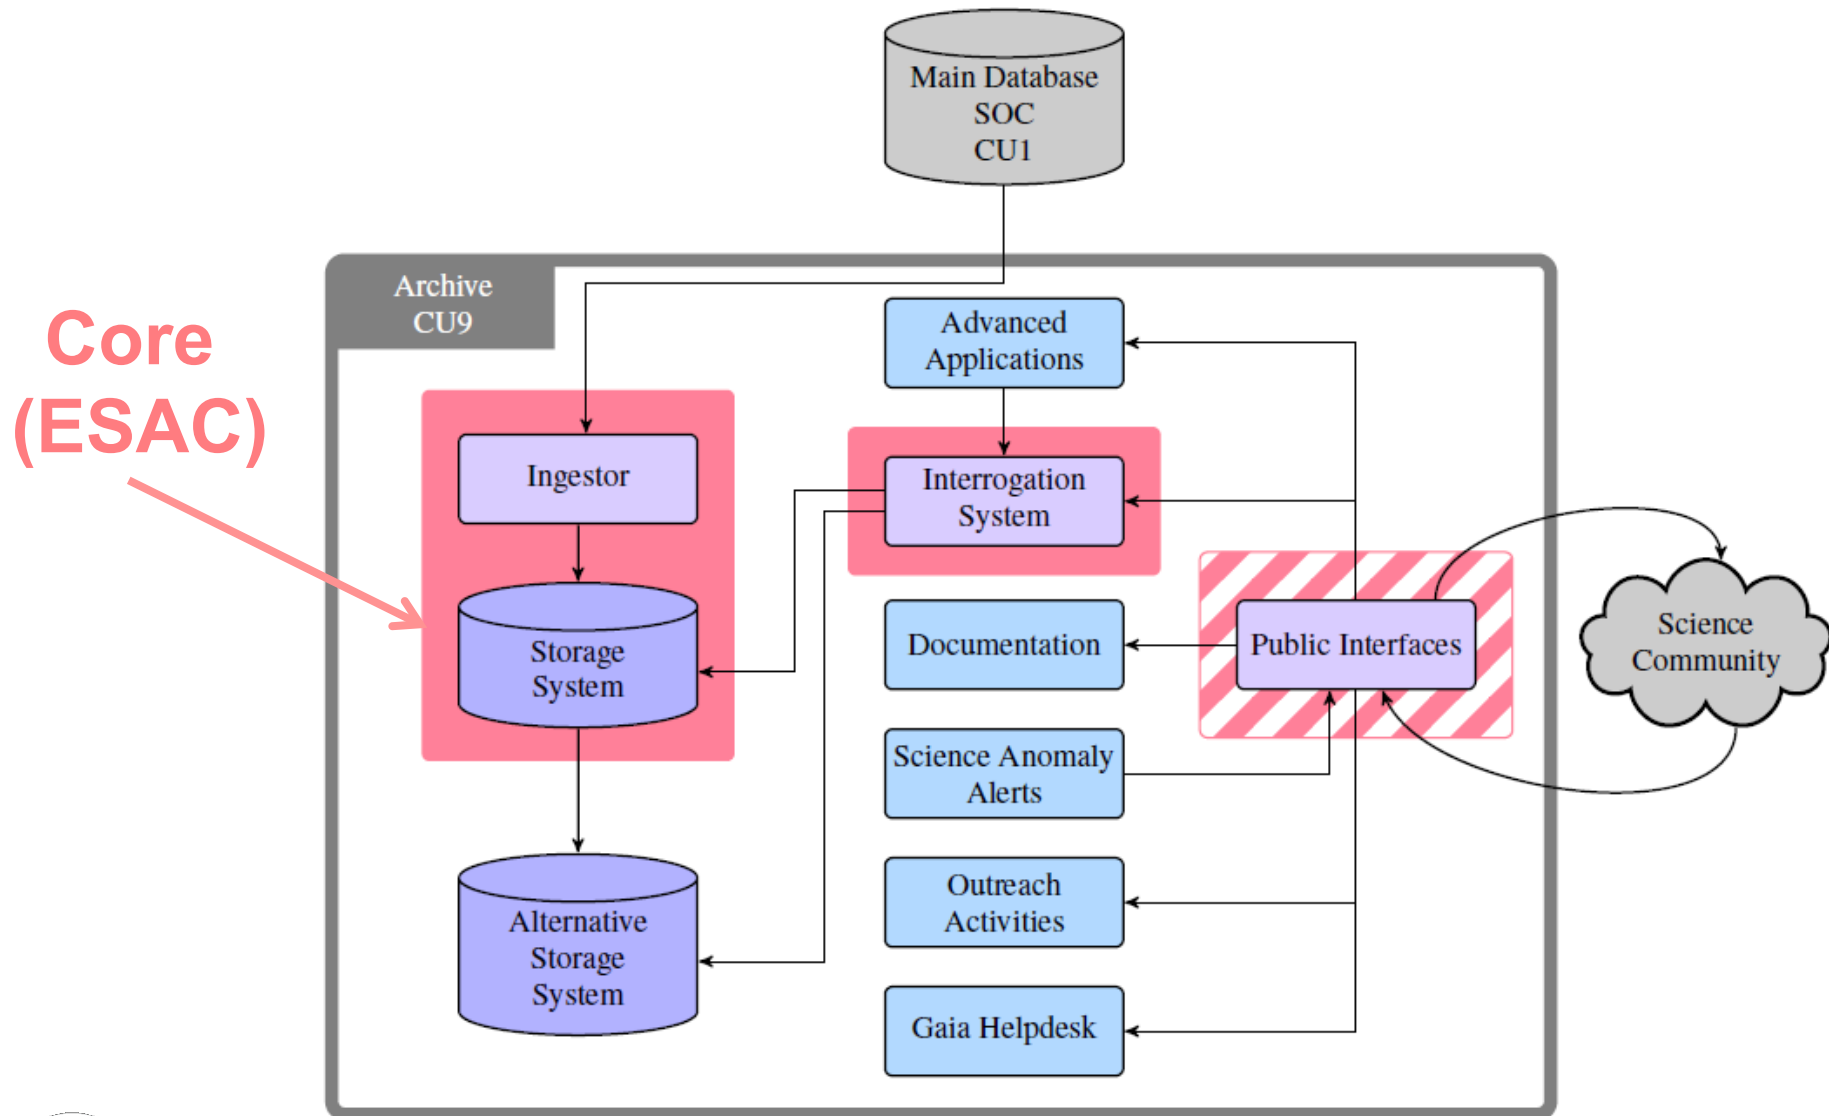 Main Database
SOC
CU1
Archive
CU9
Core
(ESAC)
Advanced
Applications
Ingestor
Interrogation
System
Storage
System
Documentation
Public Interfaces
Science
Community
Science Anomaly
Alerts
Outreach
Activities
Alternative
Storage
System
Gaia Helpdesk